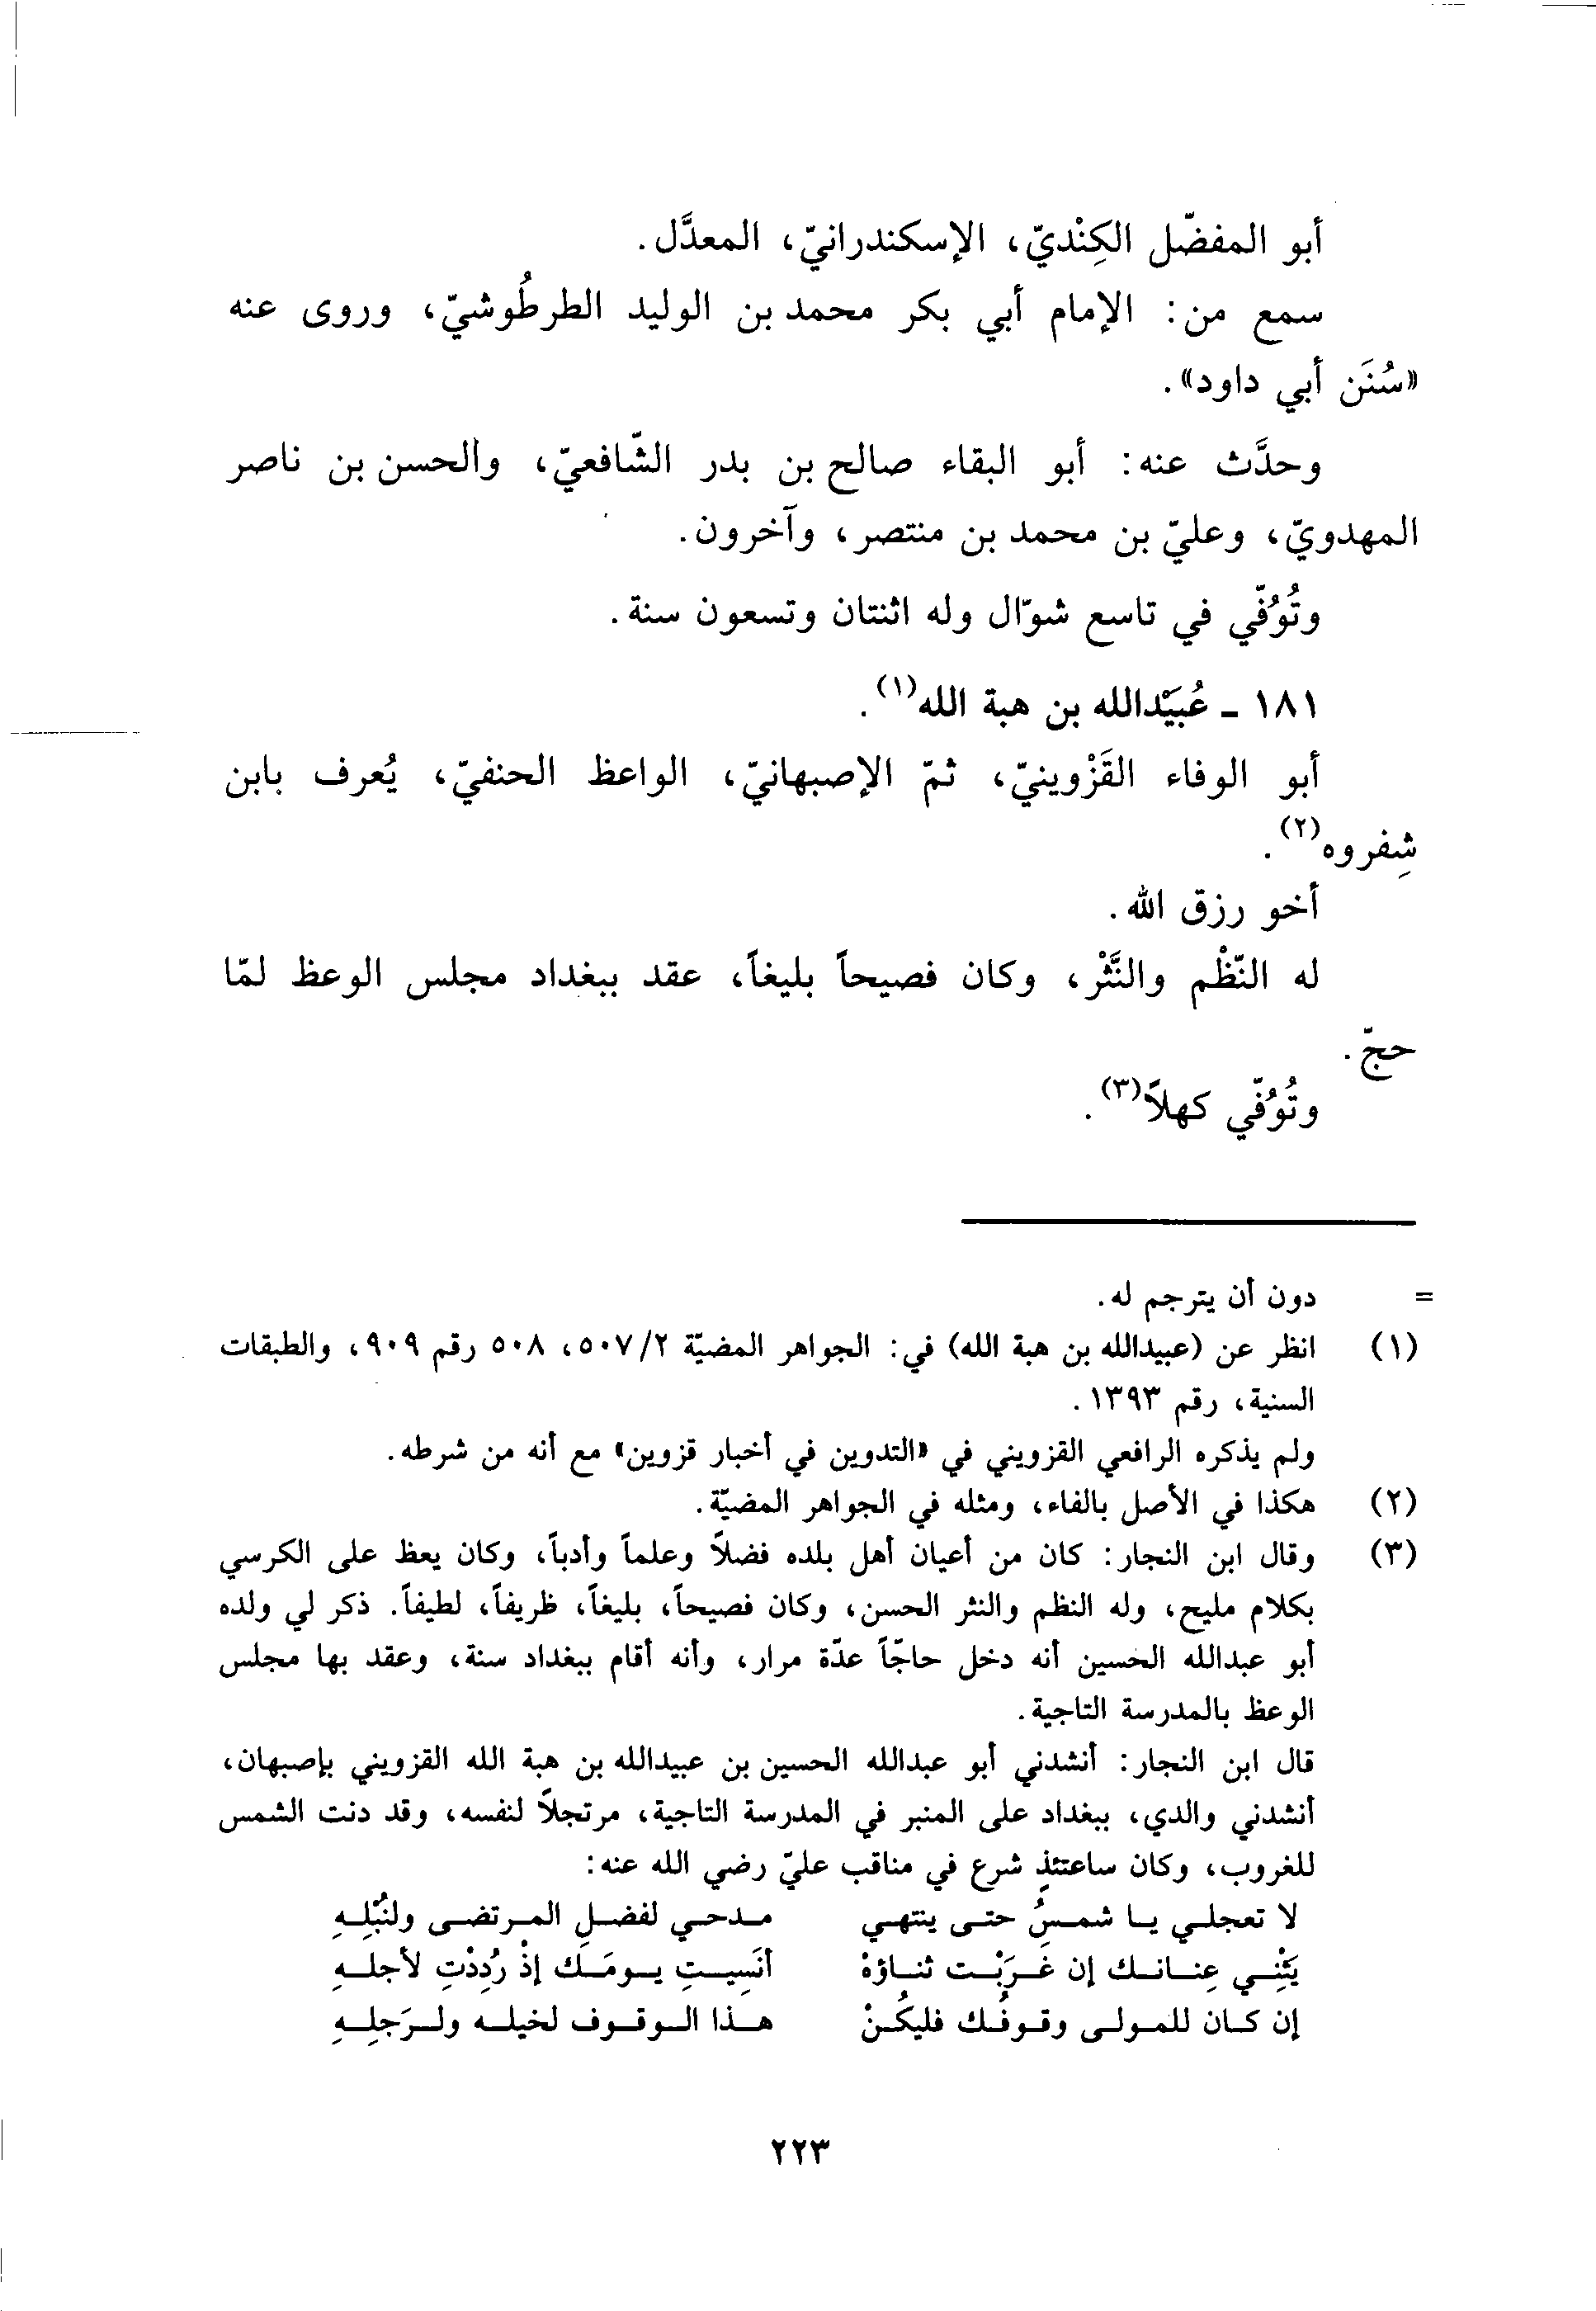 أبو المفضّل الكِنْديّ، الإسكندرانيّ، المعدَّل.
سمع من: الإمام أبي بكر محمد بن الوليد الطرطُوشيّ، وروى عنه
«سُنَن أبي داود».
وحدَّث عنه: أبو البقاء صالح بن بدر الشّافعيّ، والحسن بن ناصر
المهدويّ، وعليّ بن محمد بن منتصر، وآخرون.
وتُوُفّي في تاسع شوّال وله اثنتان وتسعون سنة.
١٨١ - عُبَيْدالله بن هبة الله(١).
أبو الوفاء القَزْوينيّ، ثمّ الإصبهانيّ، الواعظ الحنفيّ، يُعرف بابن
شِفروه(٢).
أخو رزق الله.
له النّظْم والنَّثْر، وكان فصيحاً بليغاً، عقد ببغداد مجلس الوعظ لمّا
حجّ.
وتُوُفّي كهلاً(٣).
= دون أن يترجم له.
(١) انظر عن (عبيدالله بن هبة الله) في: الجواهر المضيّة ٥٠٧/٢، ٥٠٨ رقم ٩٠٩، والطبقات
السنية، رقم ١٣٩٣.
ولم يذكره الرافعي القزويني في «التدوين في أخبار قزوين» مع أنه من شرطه.
(٢) هكذا في الأصل بالفاء، ومثله في الجواهر المضيّة.
(٣) وقال ابن النجار: كان من أعيان أهل بلده فضلاً وعلماً وأدباً، وكان يعظ على الكرسي
بكلام مليح، وله النظم والنثر الحسن، وكان فصيحاً، بليغاً، ظريفاً، لطيفاً. ذكر لي ولده
أبو عبدالله الحسين أنه دخل حاجّاً عدّة مرار، وأنه أقام ببغداد سنة، وعقد بها مجلس
الوعظ بالمدرسة التاجية.
قال ابن النجار: أنشدني أبو عبدالله الحسين بن عبيدالله بن هبة الله القزويني بإصبهان،
أنشدني والدي، ببغداد على المنبر في المدرسة التاجية، مرتجلاً لنفسه، وقد دنت الشمس
للغروب، وكان ساعتئذٍ شرع في مناقب عليّ رضي الله عنه:
لا تعجلي يا شمسُ حتى ينتهي مدحي لفضلِ المرتضى ولنُبْلِهِ
يَثْنِي عِنانك إن غَرَبْت ثناؤهْ أنَسِيتِ يومَك إذْ رُدِدْتِ لأجلهِ
إن كان للمولى وقوفُك فليكُنْ هذا الوقوف لخيله ولرَجلِهِ
٢٢٣